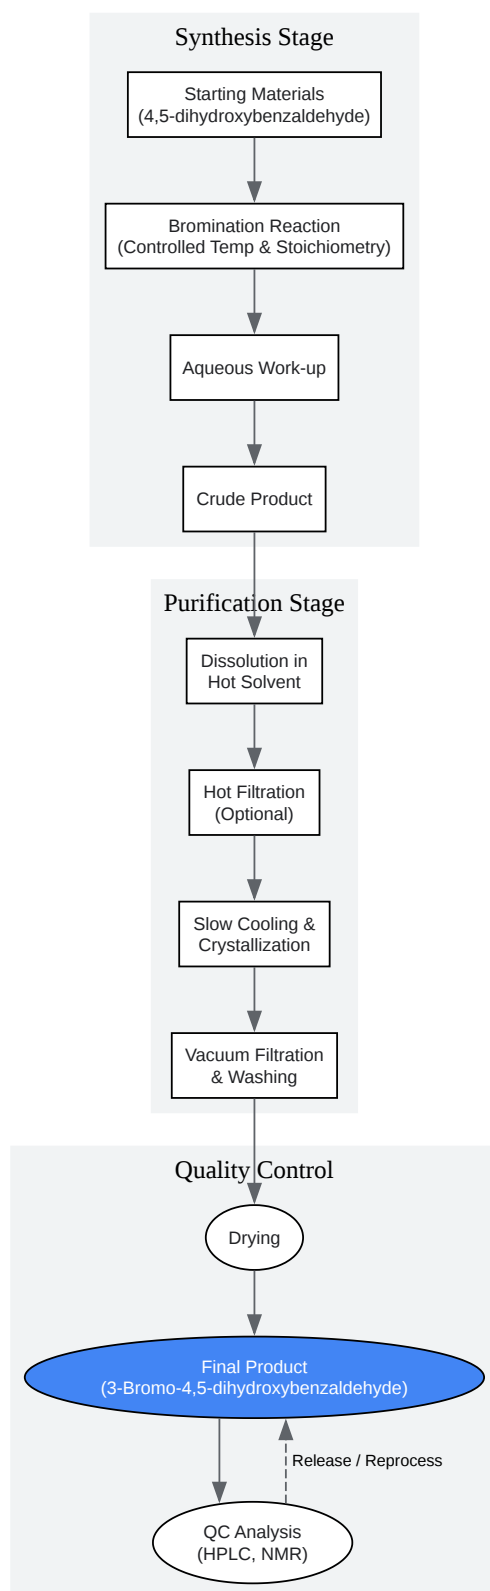 Synthesis Stage
Starting Materials
(4,5-dihydroxybenzaldehyde)
Bromination Reaction
(Controlled Temp & Stoichiometry)
Aqueous Work-up
Crude Product
Purification Stage
Dissolution in
Hot Solvent
Hot Filtration
(Optional)
Slow Cooling &
Crystallization
Vacuum Filtration
& Washing
Quality Control
Drying
Final Product
(3-Bromo-4,5-dihydroxybenzaldehyde)
Release / Reprocess
QC Analysis
(HPLC, NMR)